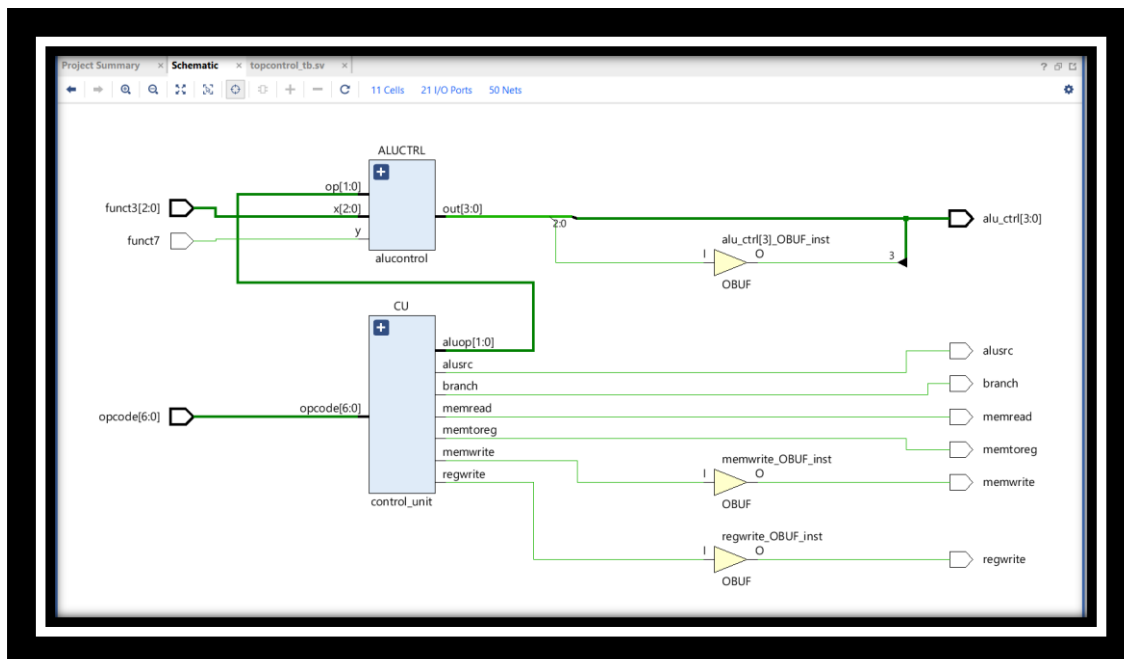 Project Summary × Schematic × topcontrol_tb.sv ×
11 Cells 21 I/O Ports 50 Nets
ALUCTRL
op[1:0]
funct3[2:0] x[2:0] out[3:0] alu_ctrl[3:0]
2:0
funct7 y
alu_ctrl[3]_OBUF_inst
I O 3
alucontrol
OBUF
CU
aluop[1:0]
alusrc alusrc
branch branch
opcode[6:0] opcode[6:0] memread memread
memtoreg memtoreg
memwrite memwrite_OBUF_inst
I O memwrite
regwrite
control_unit OBUF
regwrite_OBUF_inst
I O regwrite
OBUF